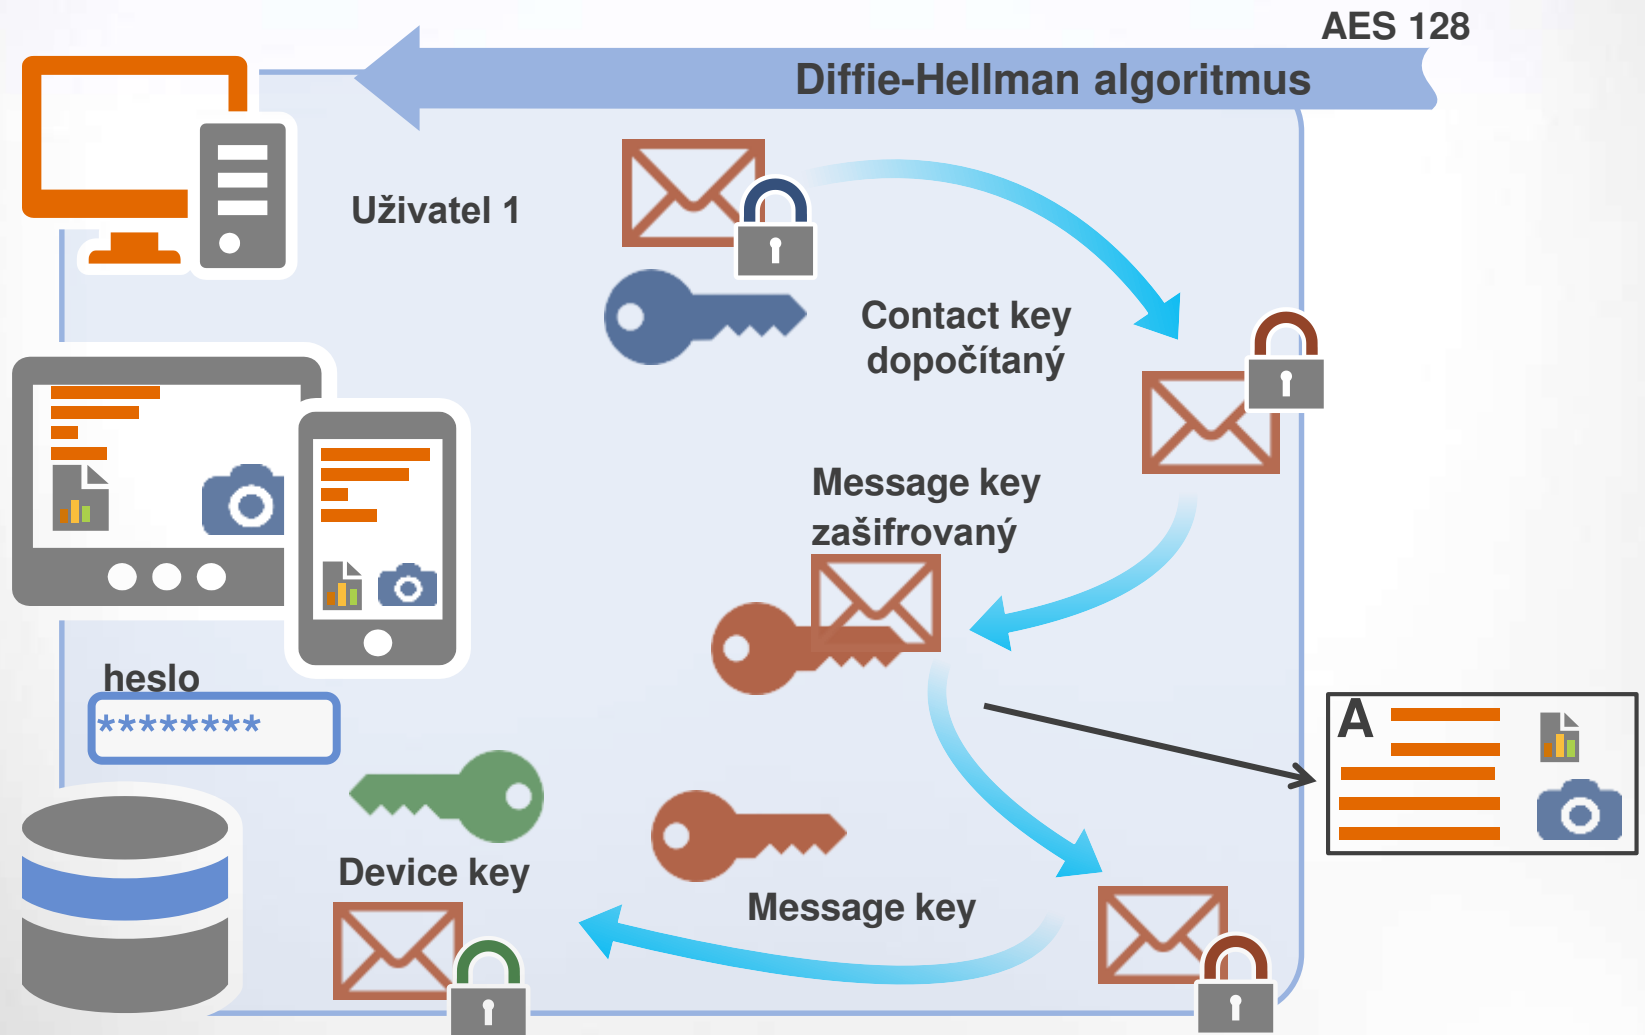 AES 128
Diffie-Hellman algoritmus
Uživatel 1
Contact key
dopočítaný
Message key
zašifrovaný
heslo
********
A
Device key
Message key